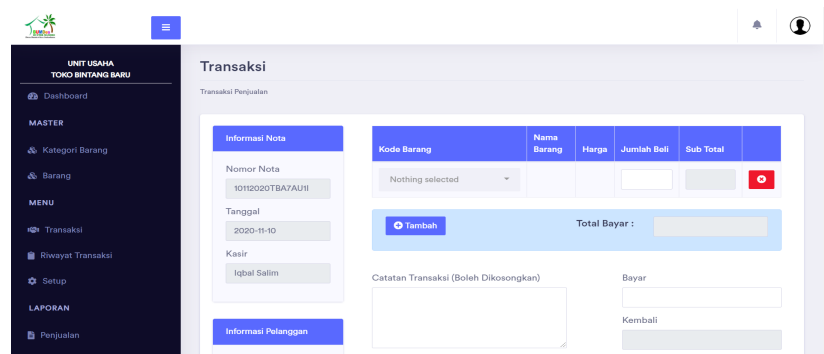 UNIT USAHA
TOKO BINTANG BARU
Dashboard
MASTER
Kategori Barang
Barang
MENU
Transaksi
Riwayat Transaksi
Setup
LAPORAN
Penjualan
Transaksi
Transaksi Penjualan
Informasi Nota
Nomor Nota
10112020TBA7AU1I
Tanggal
2020-11-10
Kasir
Iqbal Salim
Informasi Pelanggan
Kode Barang
Nama
Barang
Harga
Jumlah Beli
Sub Total
Nothing selected
Tambah
Total Bayar :
Catatan Transaksi (Boleh Dikosongkan)
Bayar
Kembali